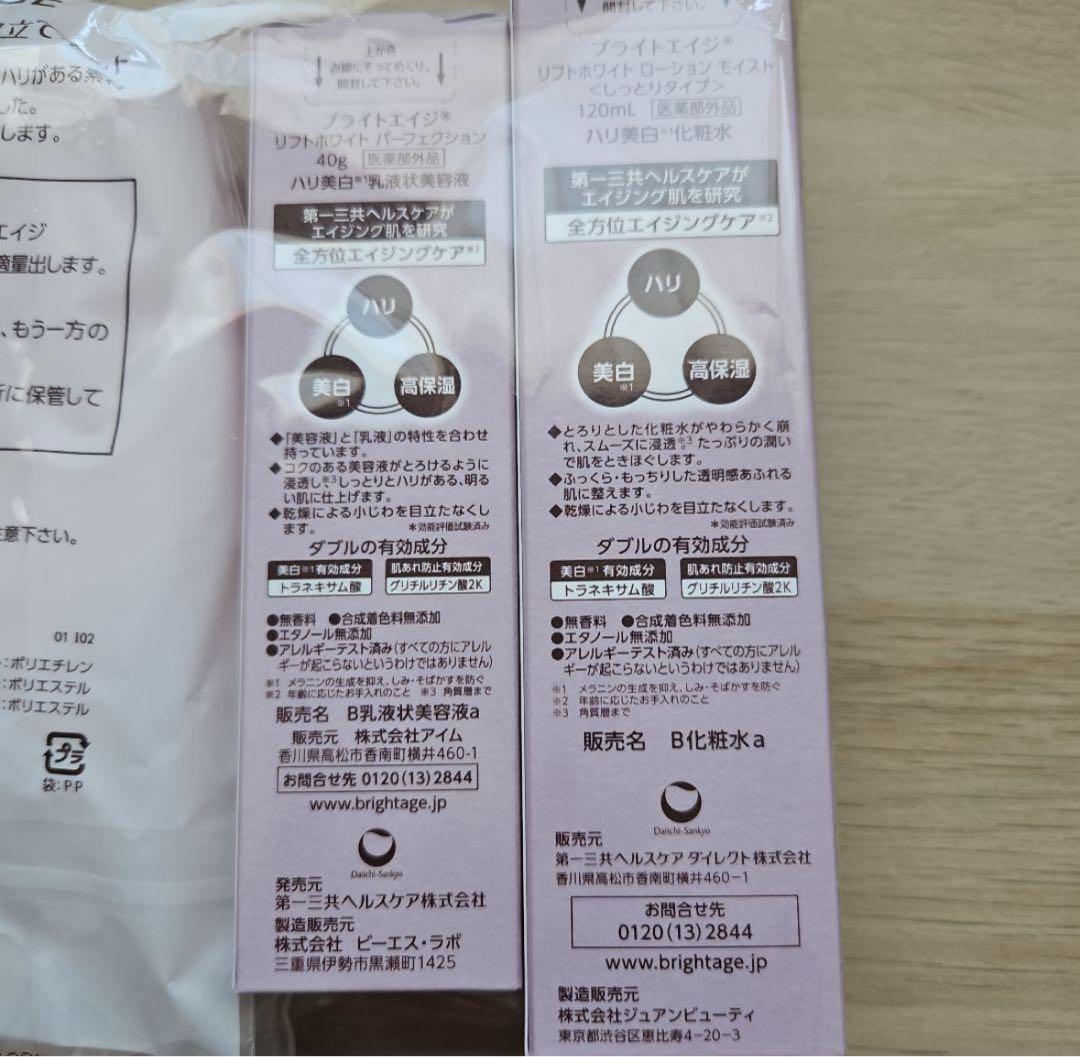 立て
ハリがある素
した。
します。
エイジ
適量出します。
、もう一方の
所に保管して
注意下さい。
01 I02
：ポリエチレン
：ポリエステル
：ポリエステル
プラ
袋：PP
点線にそってめくり、
開封して下さい。
ブライトエイジ®
リフトホワイト パーフェクション
40g 医薬部外品
ハリ美白※1乳液状美容液
第一三共ヘルスケアが
エイジング肌を研究
全方位エイジングケア※2
ハリ
美白※1
高保湿
◆「美容液」と「乳液」の特性を合わせ
持っています。
◆コクのある美容液がとろけるように
浸透し、※3しっとりとハリがある、明る
い肌に仕上げます。
◆乾燥による小じわを目立たなくし
ます。 ＊効能評価試験済み
ダブルの有効成分
美白※1有効成分 肌あれ防止有効成分
トラネキサム酸 グリチルリチン酸2K
●無香料 ●合成着色料無添加
●エタノール無添加
●アレルギーテスト済み（すべての方にアレル
ギーが起こらないというわけではありません）
※1 メラニンの生成を抑え、しみ・そばかすを防ぐ
※2 年齢に応じたお手入れのこと ※3 角質層まで
販売名 B乳液状美容液a
販売元 株式会社アイム
香川県高松市香南町横井460-1
お問合せ先 0120(13)2844
www.brightage.jp
Daiichi-Sankyo
発売元
第一三共ヘルスケア株式会社
製造販売元
株式会社 ビーエス・ラボ
三重県伊勢市黒瀬町1425
開封して下さい。
ブライトエイジ®
リフトホワイト ローション モイスト
＜しっとりタイプ＞
120mL 医薬部外品
ハリ美白※1化粧水
第一三共ヘルスケアが
エイジング肌を研究
全方位エイジングケア※2
ハリ
美白※1
高保湿
◆とろりとした化粧水がやわらかく崩
れ、スムーズに浸透※3。たっぷりの潤い
で肌をときほぐします。
◆ふっくら・もっちりした透明感あふれる
肌に整えます。
◆乾燥による小じわを目立たなくします。
＊効能評価試験済み
ダブルの有効成分
美白※1有効成分 肌あれ防止有効成分
トラネキサム酸 グリチルリチン酸2K
●無香料 ●合成着色料無添加
●エタノール無添加
●アレルギーテスト済み（すべての方にアレル
ギーが起こらないというわけではありません）
※1 メラニンの生成を抑え、しみ・そばかすを防ぐ
※2 年齢に応じたお手入れのこと
※3 角質層まで
販売名 B化粧水a
Daiichi-Sankyo
販売元
第一三共ヘルスケア ダイレクト株式会社
香川県高松市香南町横井460-1
お問合せ先
0120(13)2844
www.brightage.jp
製造販売元
株式会社ジュアンビューティ
東京都渋谷区恵比寿4-20-3